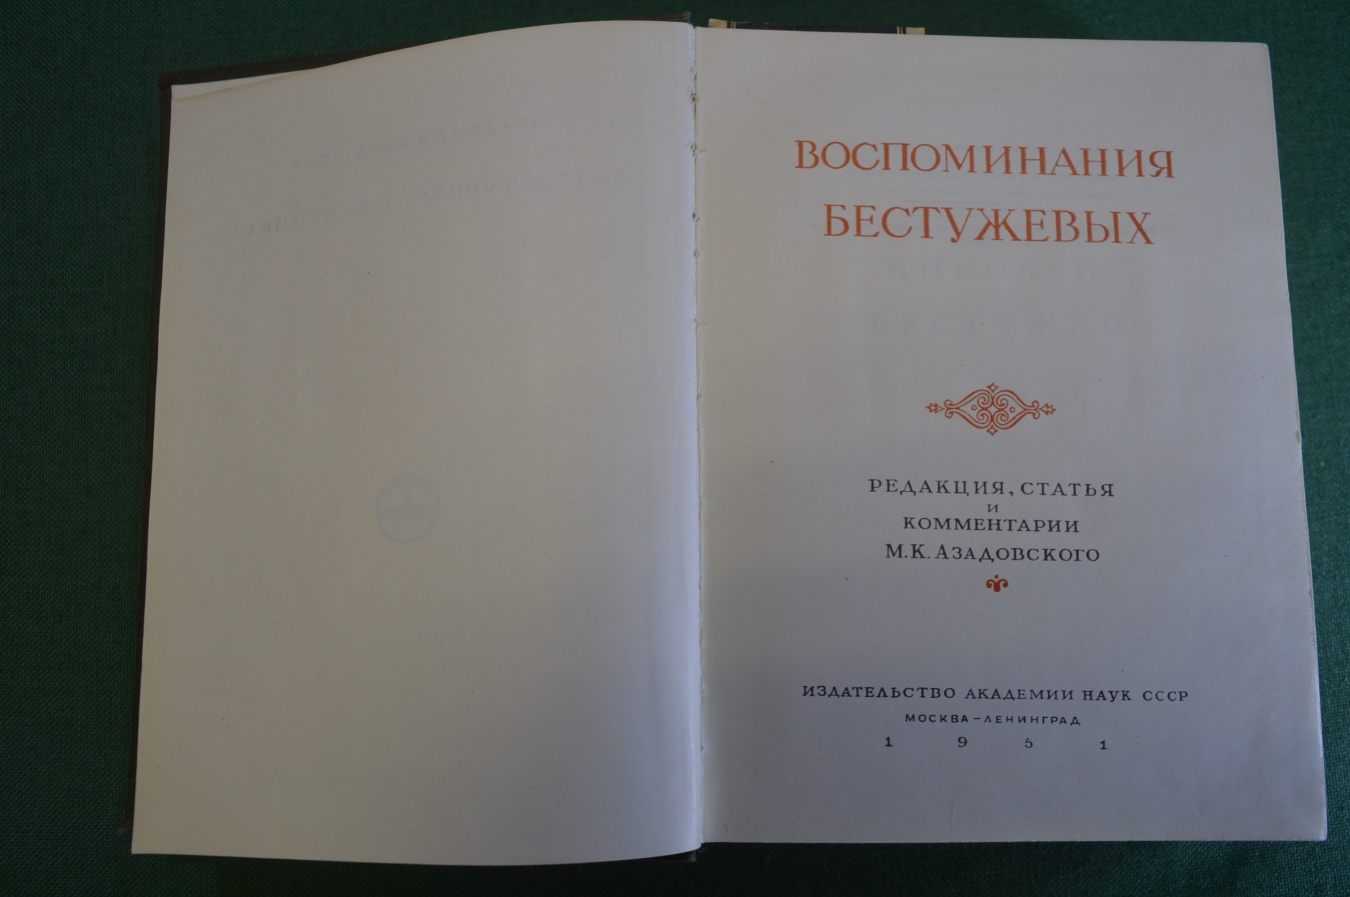 ВОСПОМИНАНИЯ
БЕСТУЖЕВЫХ
РЕДАКЦИЯ, СТАТЬЯ
И
КОММЕНТАРИИ
М.К. АЗАДОВСКОГО
ИЗДАТЕЛЬСТВО АКАДЕМИИ НАУК СССР
МОСКВА–ЛЕНИНГРАД
1 9 5 1